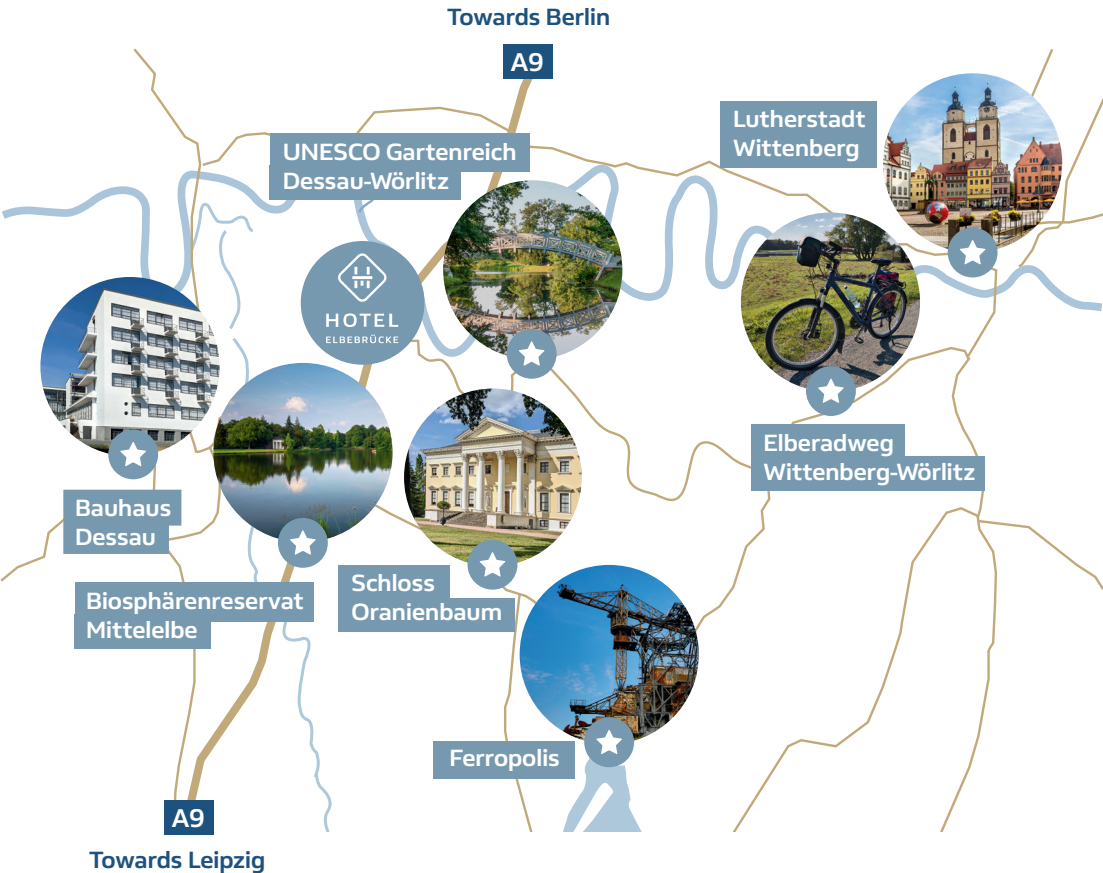 Towards Berlin
A9
Lutherstadt
Wittenberg
UNESCO Gartenreich
Dessau-Wörlitz
HOTEL
ELBEBRÜCKE
Elberadweg
Wittenberg-Wörlitz
Bauhaus
Dessau
Schloss
Oranienbaum
Biosphärenreservat
Mittelelbe
Ferropolis
A9
Towards Leipzig